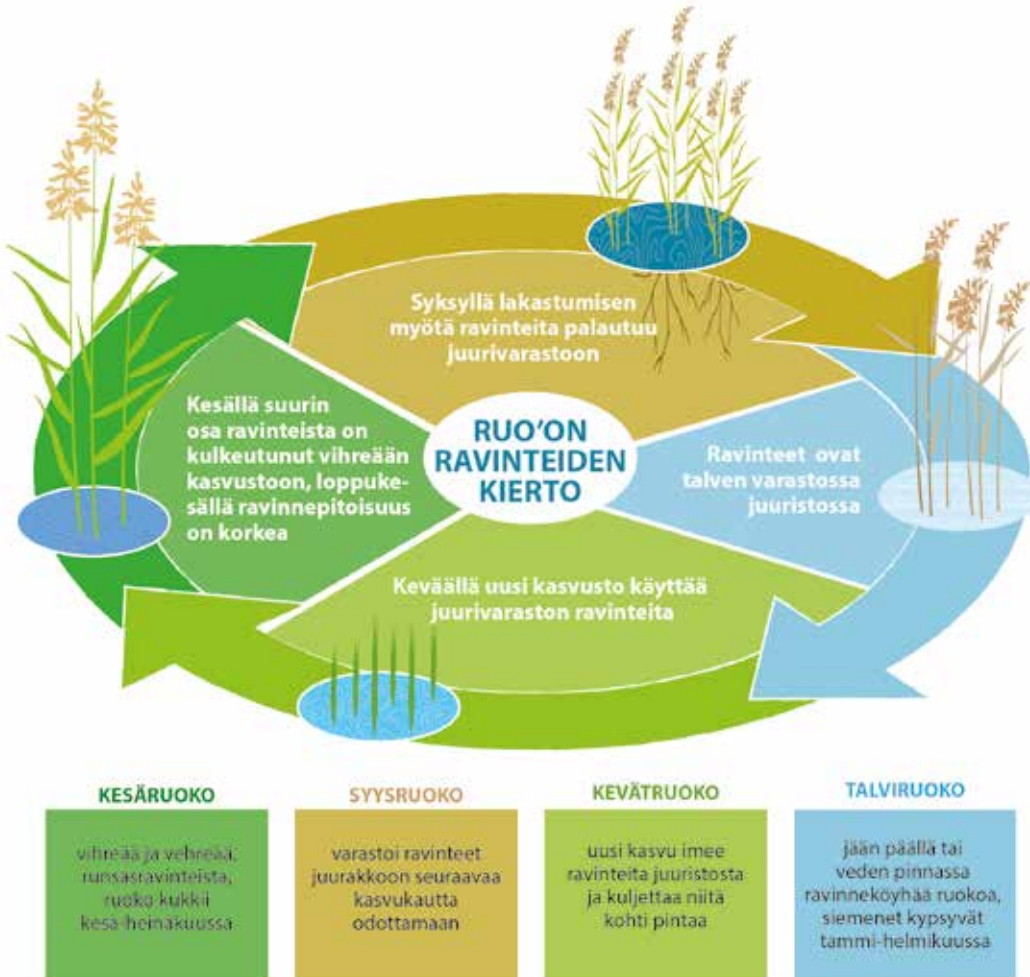 Syksyllä lakastumisen
myötä ravinteita palautuu
juurivarastoon
Kesällä suurin
osa ravinteista on
kulkeutunut vihreään
kasvustoon, loppuke-
sällä ravinnepitoisuus
on korkea
RUO'ON
RAVINTEIDEN
KIERTO
Ravinteet ovat
talven varastossa
juuristossa
Keväällä uusi kasvusto käyttää
juurivaraston ravinteita
KESÄRUOKO
vihreää ja vehreää,
runsasravinteista,
ruoko kukkii
kesä-heinäkuussa
SYYSRUOKO
varastoi ravinteet
juurakkoon seuraavaa
kasvukautta
odottamaan
KEVÄTRUOKO
uusi kasvu imee
ravinteita juuristosta
ja kuljettaa niitä
kohti pintaa
TALVIRUOKO
jään päällä tai
veden pinnassa
ravinneköyhää ruokoa,
siemenet kypsyvät
tammi-helmikuussa